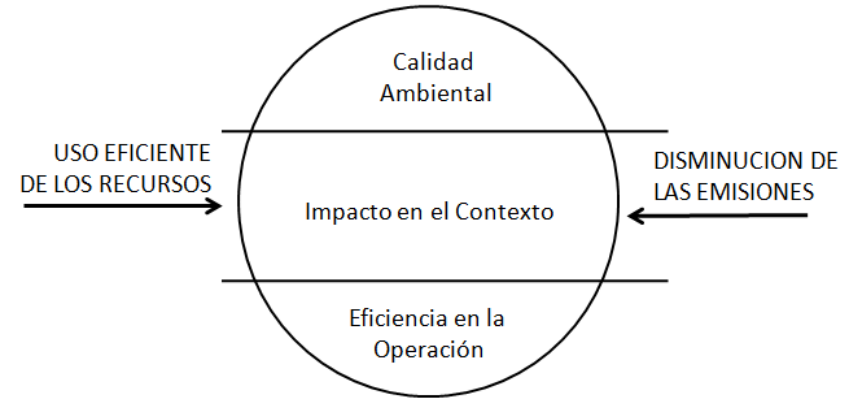 Calidad
Ambiental
USO EFICIENTE
DE LOS RECURSOS
Impacto en el Contexto
DISMINUCION DE
LAS EMISIONES
Eficiencia en la
Operación